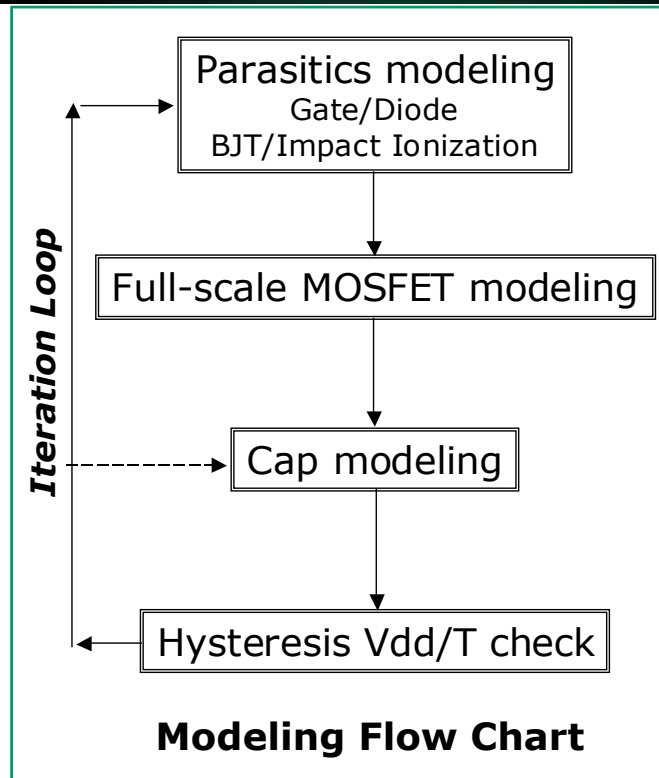 Parasitics modeling
Gate/Diode
BJT/Impact Ionization
Full-scale MOSFET modeling
Iteration Loop
Cap modeling
Hysteresis Vdd/T check
Modeling Flow Chart